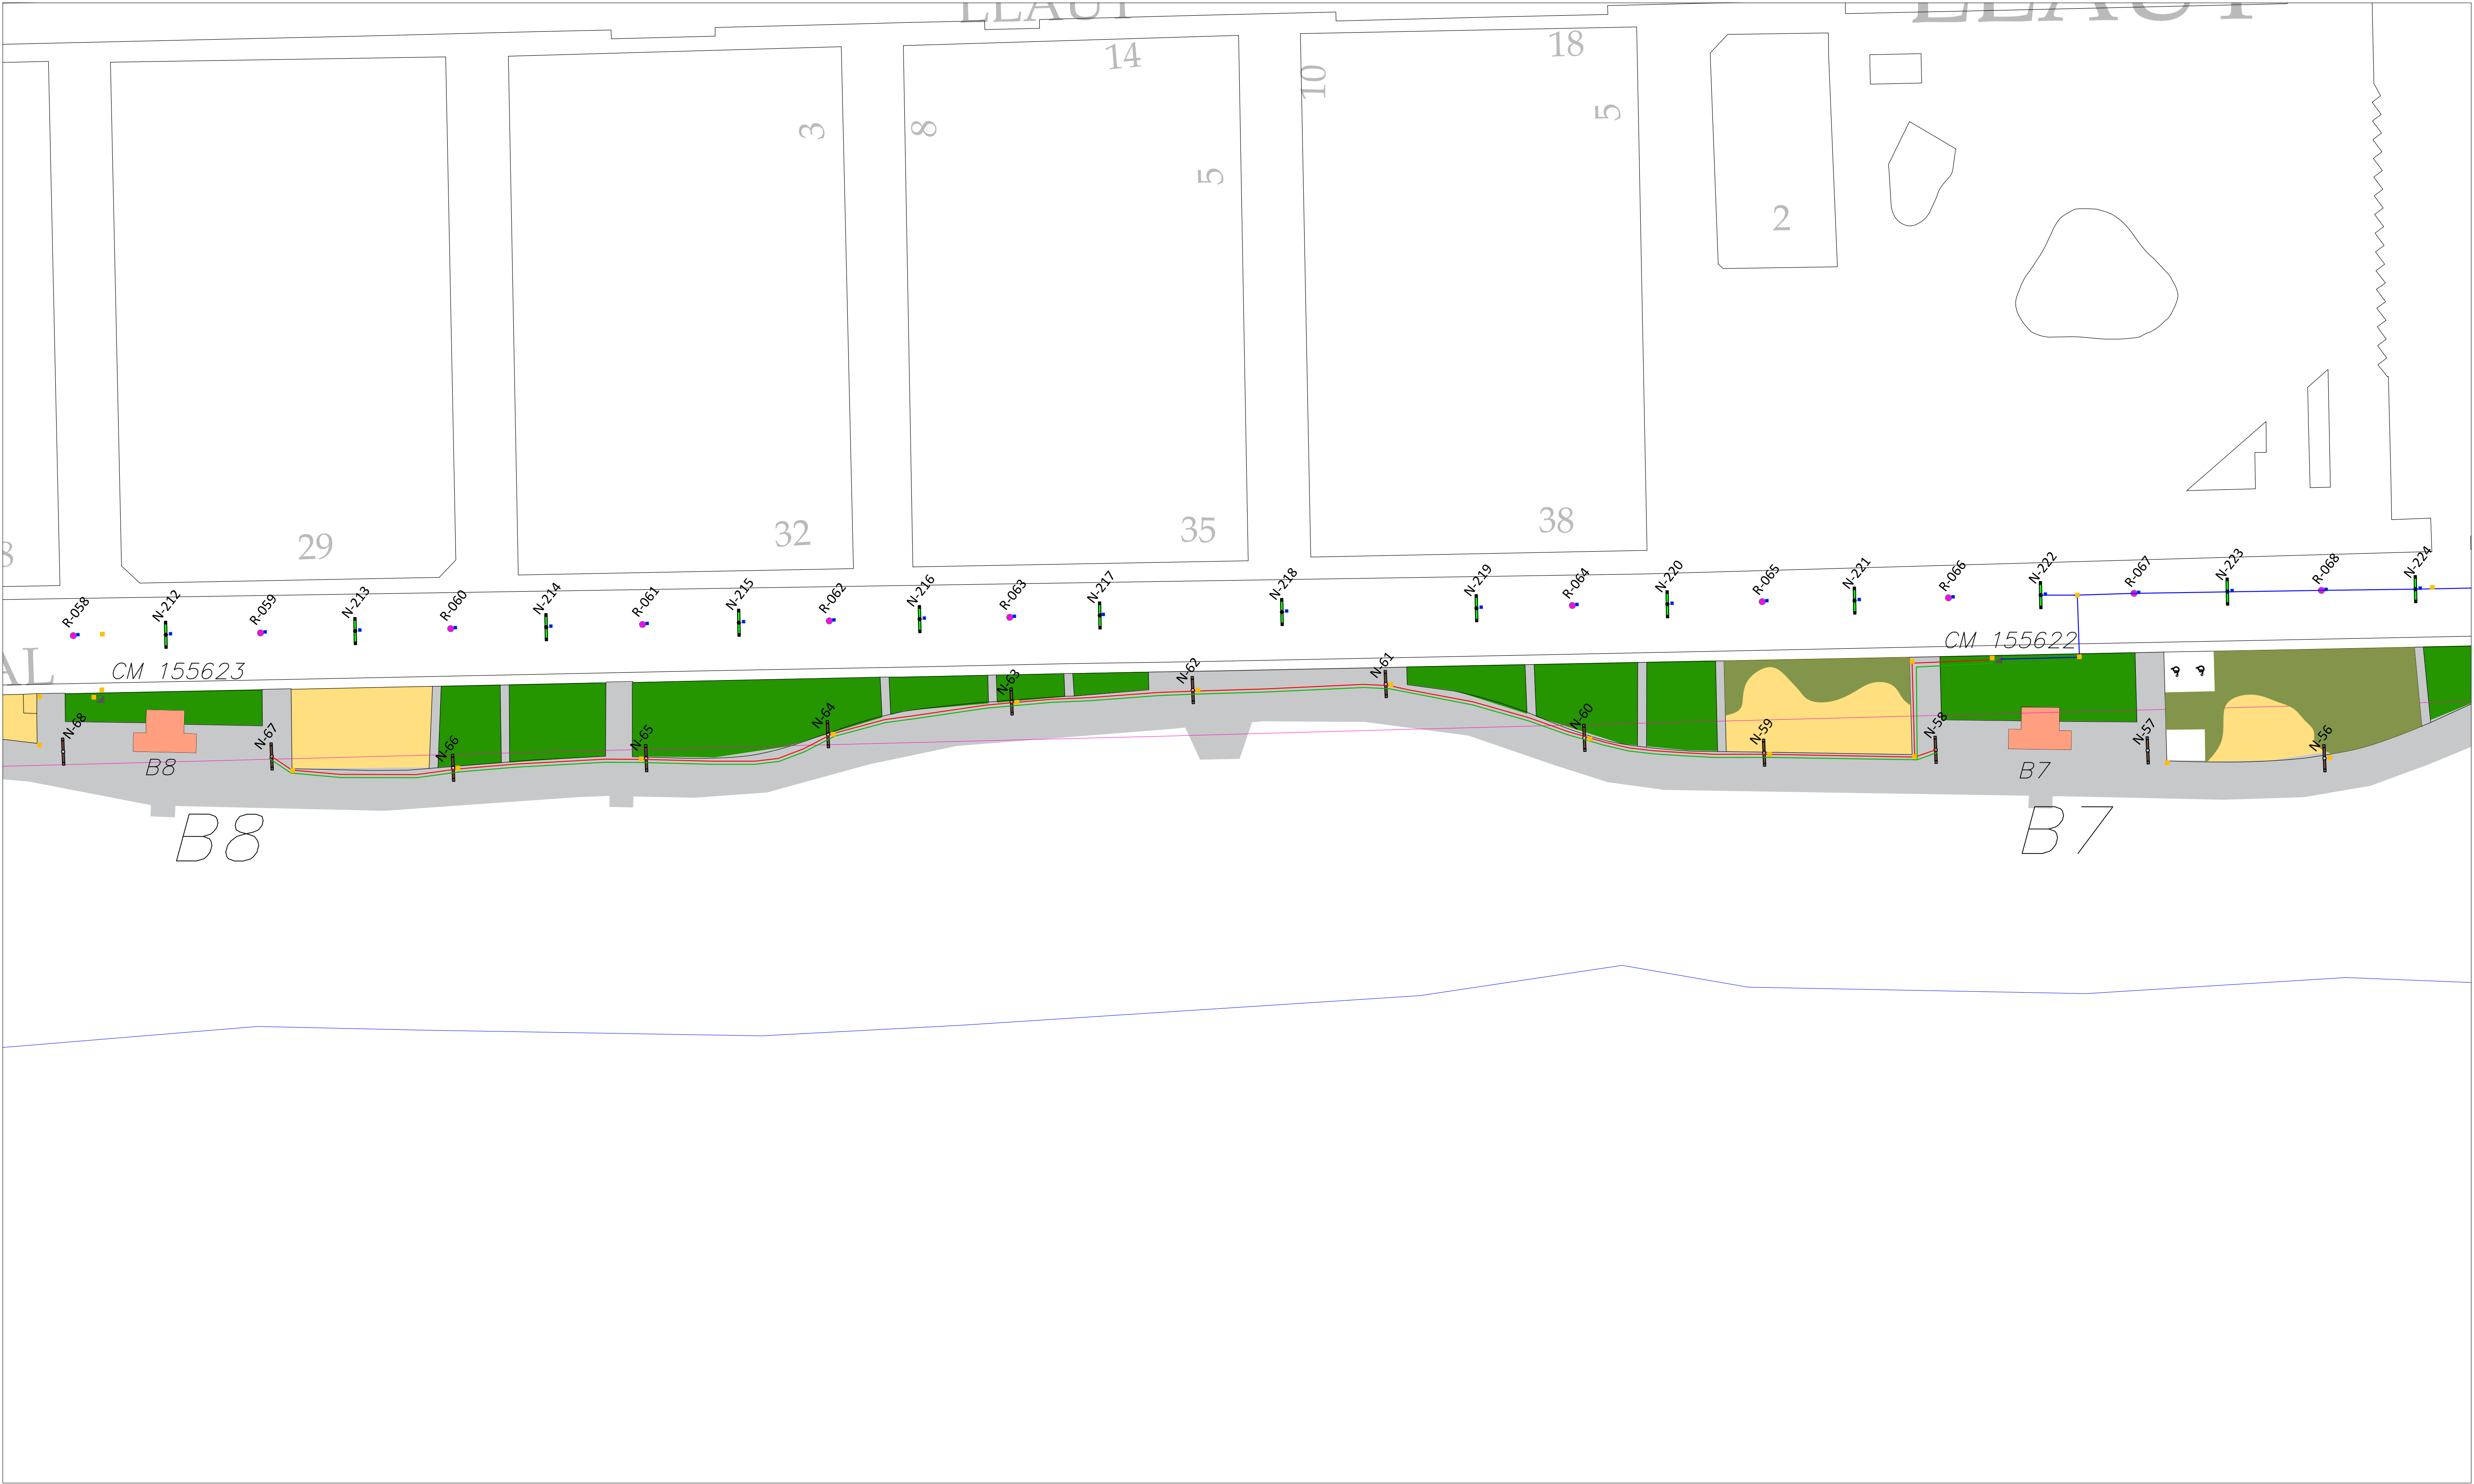 14
18
10
3
8
5
5
2
29
32
35
38
R-058
N-212
R-059
N-213
R-060
N-214
R-061
N-215
R-062
N-216
R-063
N-217
N-218
N-219
R-064
N-220
R-065
N-221
R-066
N-222
R-067
N-223
R-068
N-224
CM 155623
CM 155622
N-68
N-67
N-66
N-65
N-64
N-63
N-62
N-61
N-60
N-59
N-58
N-57
N-56
B8
B7
B8
B7